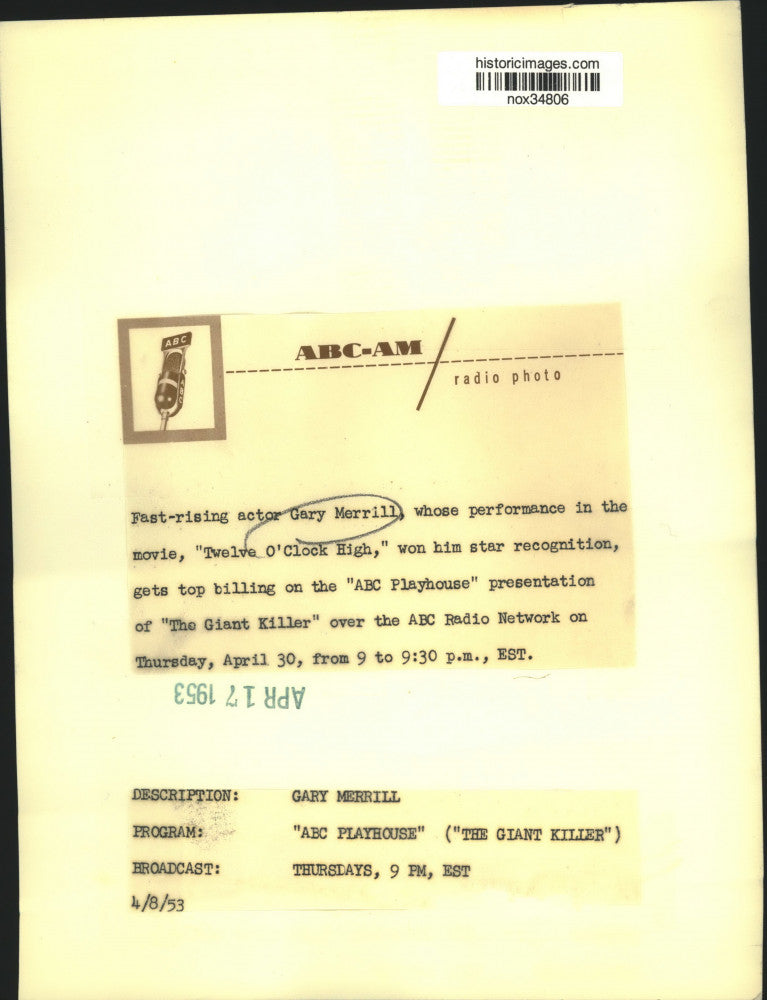 historicimages.com
nox34806
ABC
ABC
ABC-AM
radio photo
Fast-rising actor Gary Merrill, whose performance in the
movie, "Twelve O'Clock High," won him star recognition,
gets top billing on the "ABC Playhouse" presentation
of "The Giant Killer" over the ABC Radio Network on
Thursday, April 30, from 9 to 9:30 p.m., EST.
APR 17 1953
DESCRIPTION: GARY MERRILL
PROGRAM: "ABC PLAYHOUSE" ("THE GIANT KILLER")
BROADCAST: THURSDAYS, 9 PM, EST
4/8/53